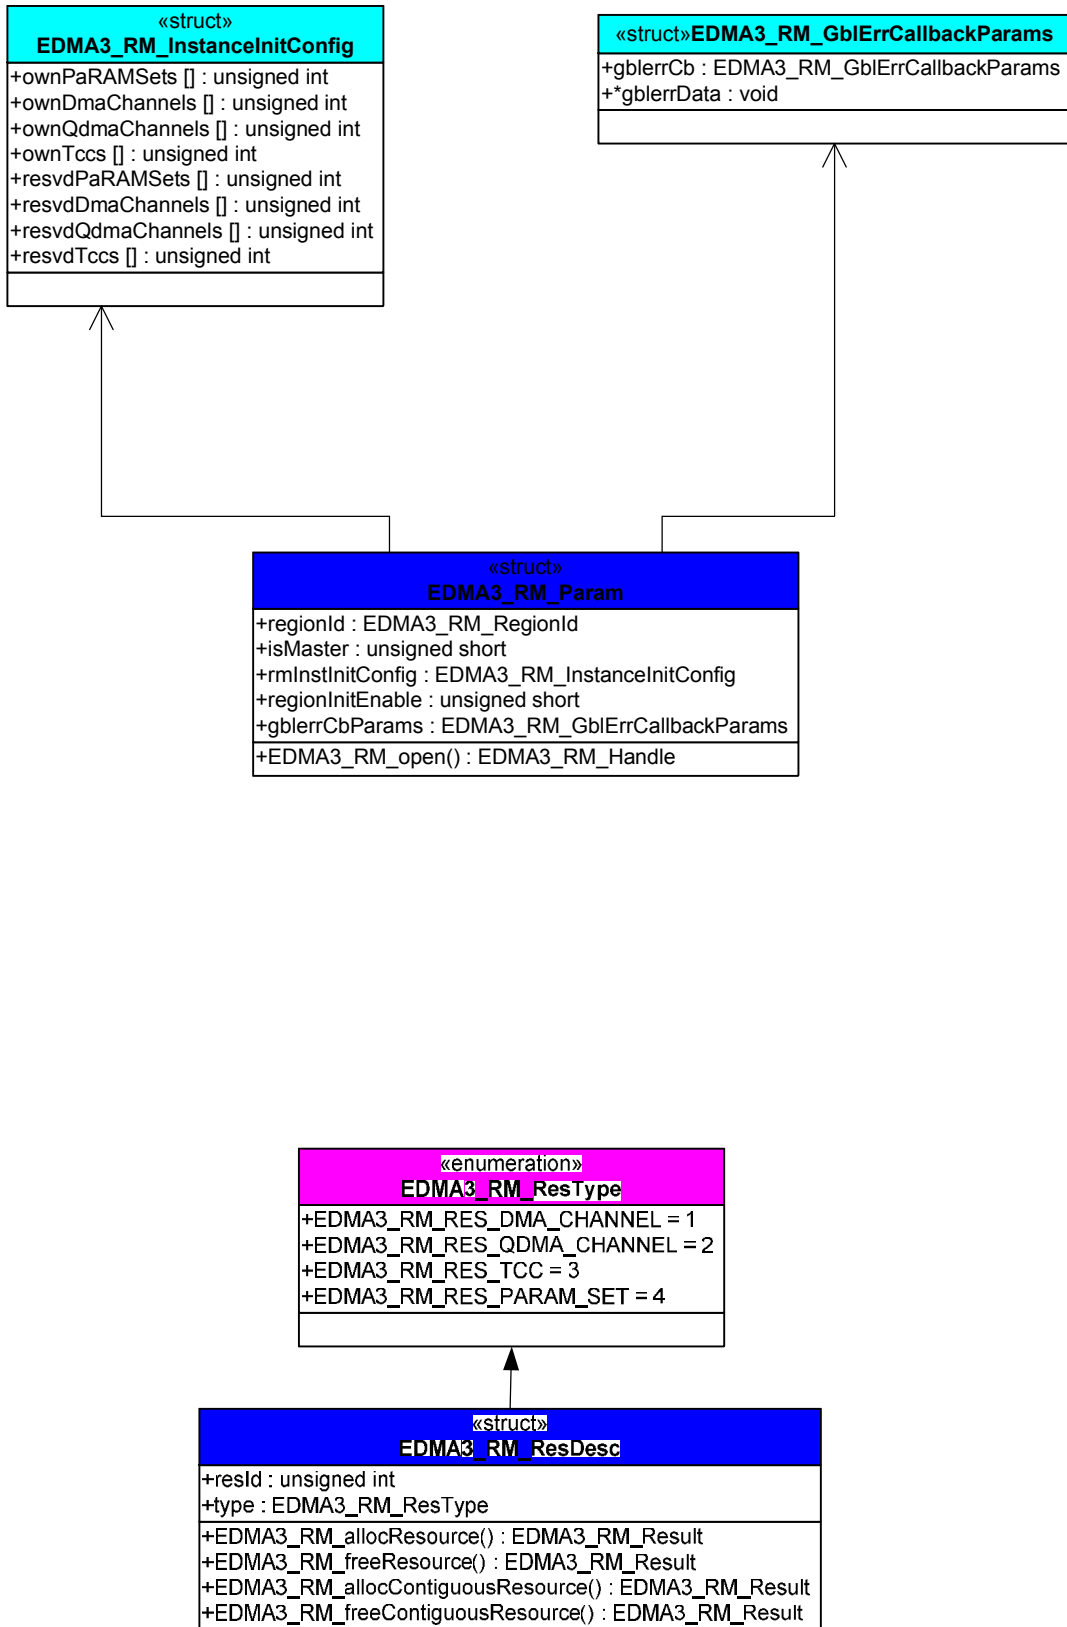 «struct»
EDMA3_RM_InstanceInitConfig
+ownPaRAMSets [] : unsigned int
+ownDmaChannels [] : unsigned int
+ownQdmaChannels [] : unsigned int
+ownTccs [] : unsigned int
+resvdPaRAMSets [] : unsigned int
+resvdDmaChannels [] : unsigned int
+resvdQdmaChannels [] : unsigned int
+resvdTccs [] : unsigned int
«struct»EDMA3_RM_GblErrCallbackParams
+gblerrCb : EDMA3_RM_GblErrCallbackParams
+*gblerrData : void
«struct»
EDMA3_RM_Param
+regionId : EDMA3_RM_RegionId
+isMaster : unsigned short
+rmInstInitConfig : EDMA3_RM_InstanceInitConfig
+regionInitEnable : unsigned short
+gblerrCbParams : EDMA3_RM_GblErrCallbackParams
+EDMA3_RM_open() : EDMA3_RM_Handle
«enumeration»
EDMA3_RM_ResType
+EDMA3_RM_RES_DMA_CHANNEL = 1
+EDMA3_RM_RES_QDMA_CHANNEL = 2
+EDMA3_RM_RES_TCC = 3
+EDMA3_RM_RES_PARAM_SET = 4
«struct»
EDMA3_RM_ResDesc
+resId : unsigned int
+type : EDMA3_RM_ResType
+EDMA3_RM_allocResource() : EDMA3_RM_Result
+EDMA3_RM_freeResource() : EDMA3_RM_Result
+EDMA3_RM_allocContiguousResource() : EDMA3_RM_Result
+EDMA3_RM_freeContiguousResource() : EDMA3_RM_Result